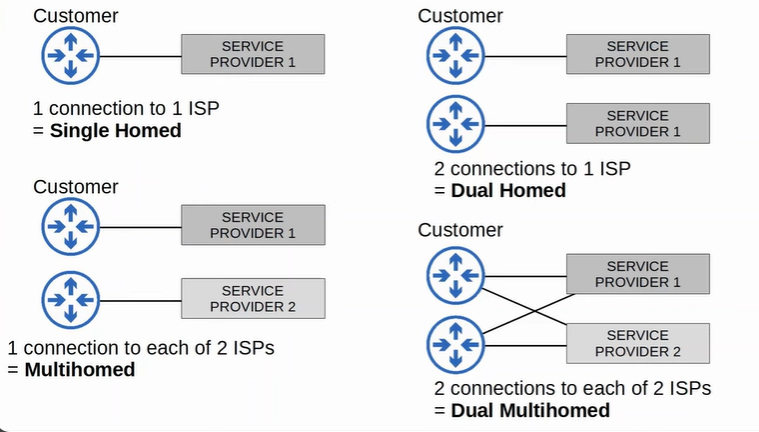 Customer
SERVICE
PROVIDER 1
1 connection to 1 ISP
= Single Homed
Customer
SERVICE
PROVIDER 1
SERVICE
PROVIDER 1
2 connections to 1 ISP
= Dual Homed
Customer
SERVICE
PROVIDER 1
SERVICE
PROVIDER 2
1 connection to each of 2 ISPs
= Multihomed
Customer
SERVICE
PROVIDER 1
SERVICE
PROVIDER 2
2 connections to each of 2 ISPs
= Dual Multihomed